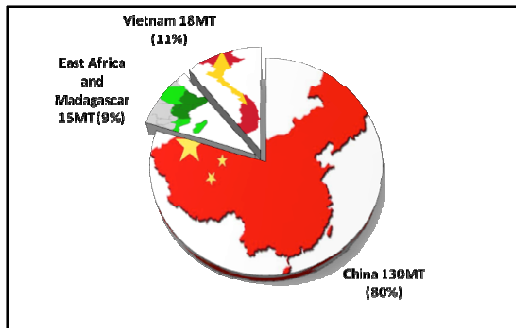 Vietnam 18MT
(11%)
East Africa
and
Madagascar
15MT(9%)
China 130MT
(80%)